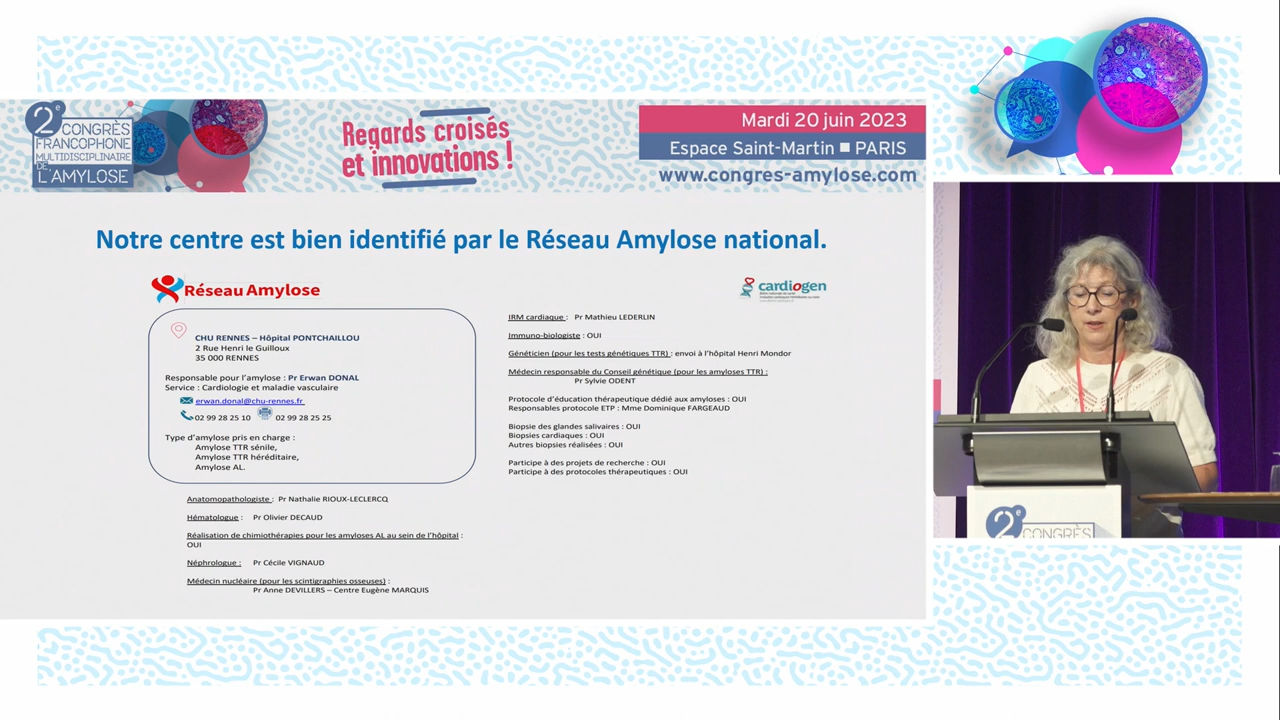 2e CONGRÈS
FRANCOPHONE
MULTIDISCIPLINAIRE
DE
L'AMYLOSE
Regards croisés
et innovations !
Mardi 20 juin 2023
Espace Saint-Martin ■ PARIS
www.congres-amylose.com
Notre centre est bien identifié par le Réseau Amylose national.
Réseau Amylose
CHU RENNES – Hôpital PONTCHAILLOU
2 Rue Henri le Guilloux
35 000 RENNES
Responsable pour l'amylose : Pr Erwan DONAL
Service : Cardiologie et maladie vasculaire
erwan.donal@chu-rennes.fr
02 99 28 25 10 02 99 28 25 25
Type d'amylose pris en charge :
Amylose TTR sénile,
Amylose TTR héréditaire,
Amylose AL.
Anatomopathologiste : Pr Nathalie RIOUX-LECLERCQ
Hématologue : Pr Olivier DECAUD
Réalisation de chimiothérapies pour les amyloses AL au sein de l'hôpital :
OUI
Néphrologue : Pr Cécile VIGNAUD
Médecin nucléaire (pour les scintigraphies osseuses) :
Pr Anne DEVILLERS – Centre Eugène MARQUIS
cardiogen
IRM cardiaque : Pr Mathieu LEDERLIN
Immuno-biologiste : OUI
Généticien (pour les tests génétiques TTR) : envoi à l'hôpital Henri Mondor
Médecin responsable du Conseil génétique (pour les amyloses TTR) :
Pr Sylvie ODENT
Protocole d'éducation thérapeutique dédié aux amyloses : OUI
Responsables protocole ETP : Mme Dominique FARGEAUD
Biopsie des glandes salivaires : OUI
Biopsies cardiaques : OUI
Autres biopsies réalisées : OUI
Participe à des projets de recherche : OUI
Participe à des protocoles thérapeutiques : OUI
2e
CONGRÈS